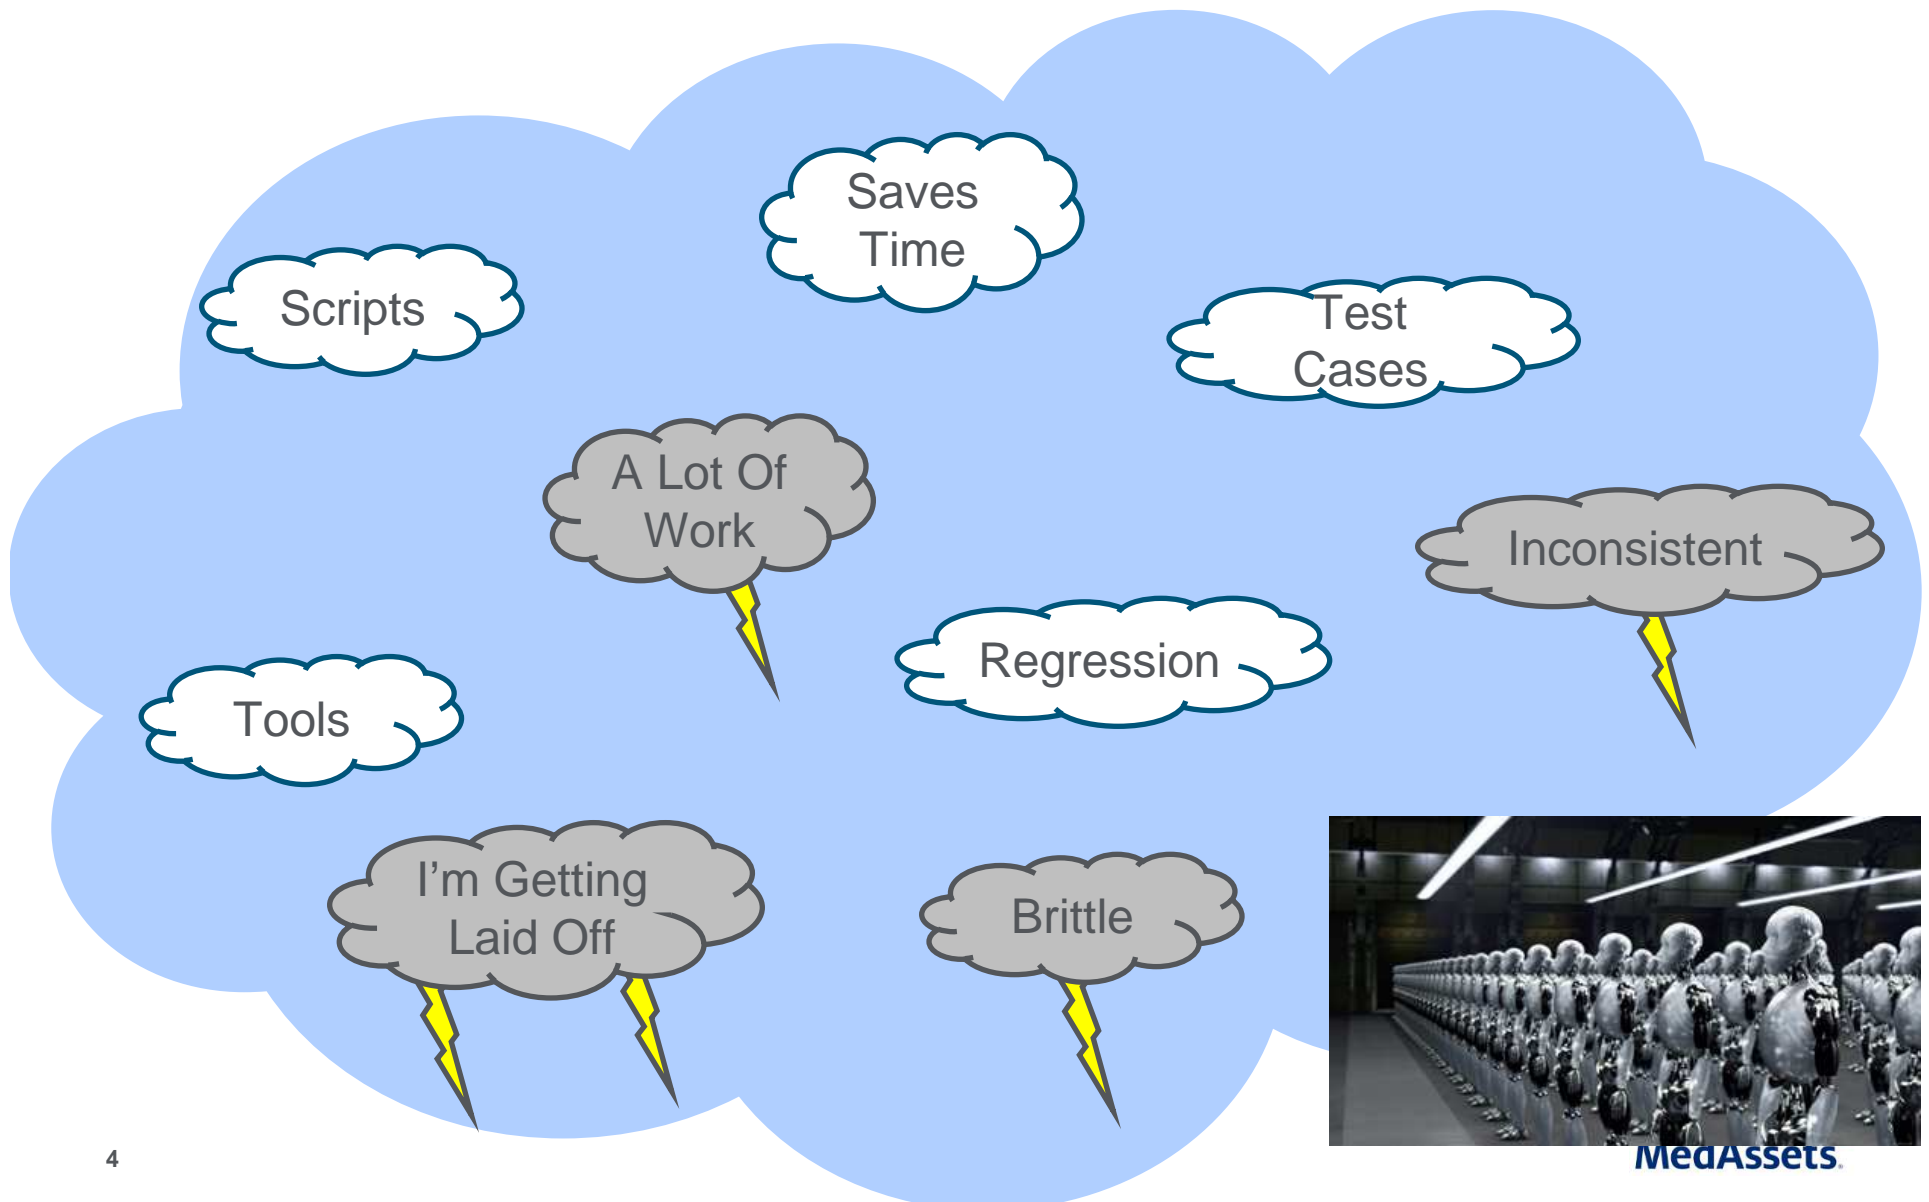 Saves
Time
Scripts
Test
Cases
A Lot Of
Work
Inconsistent
Regression
Tools
I'm Getting
Laid Off
Brittle
4
MedAssets